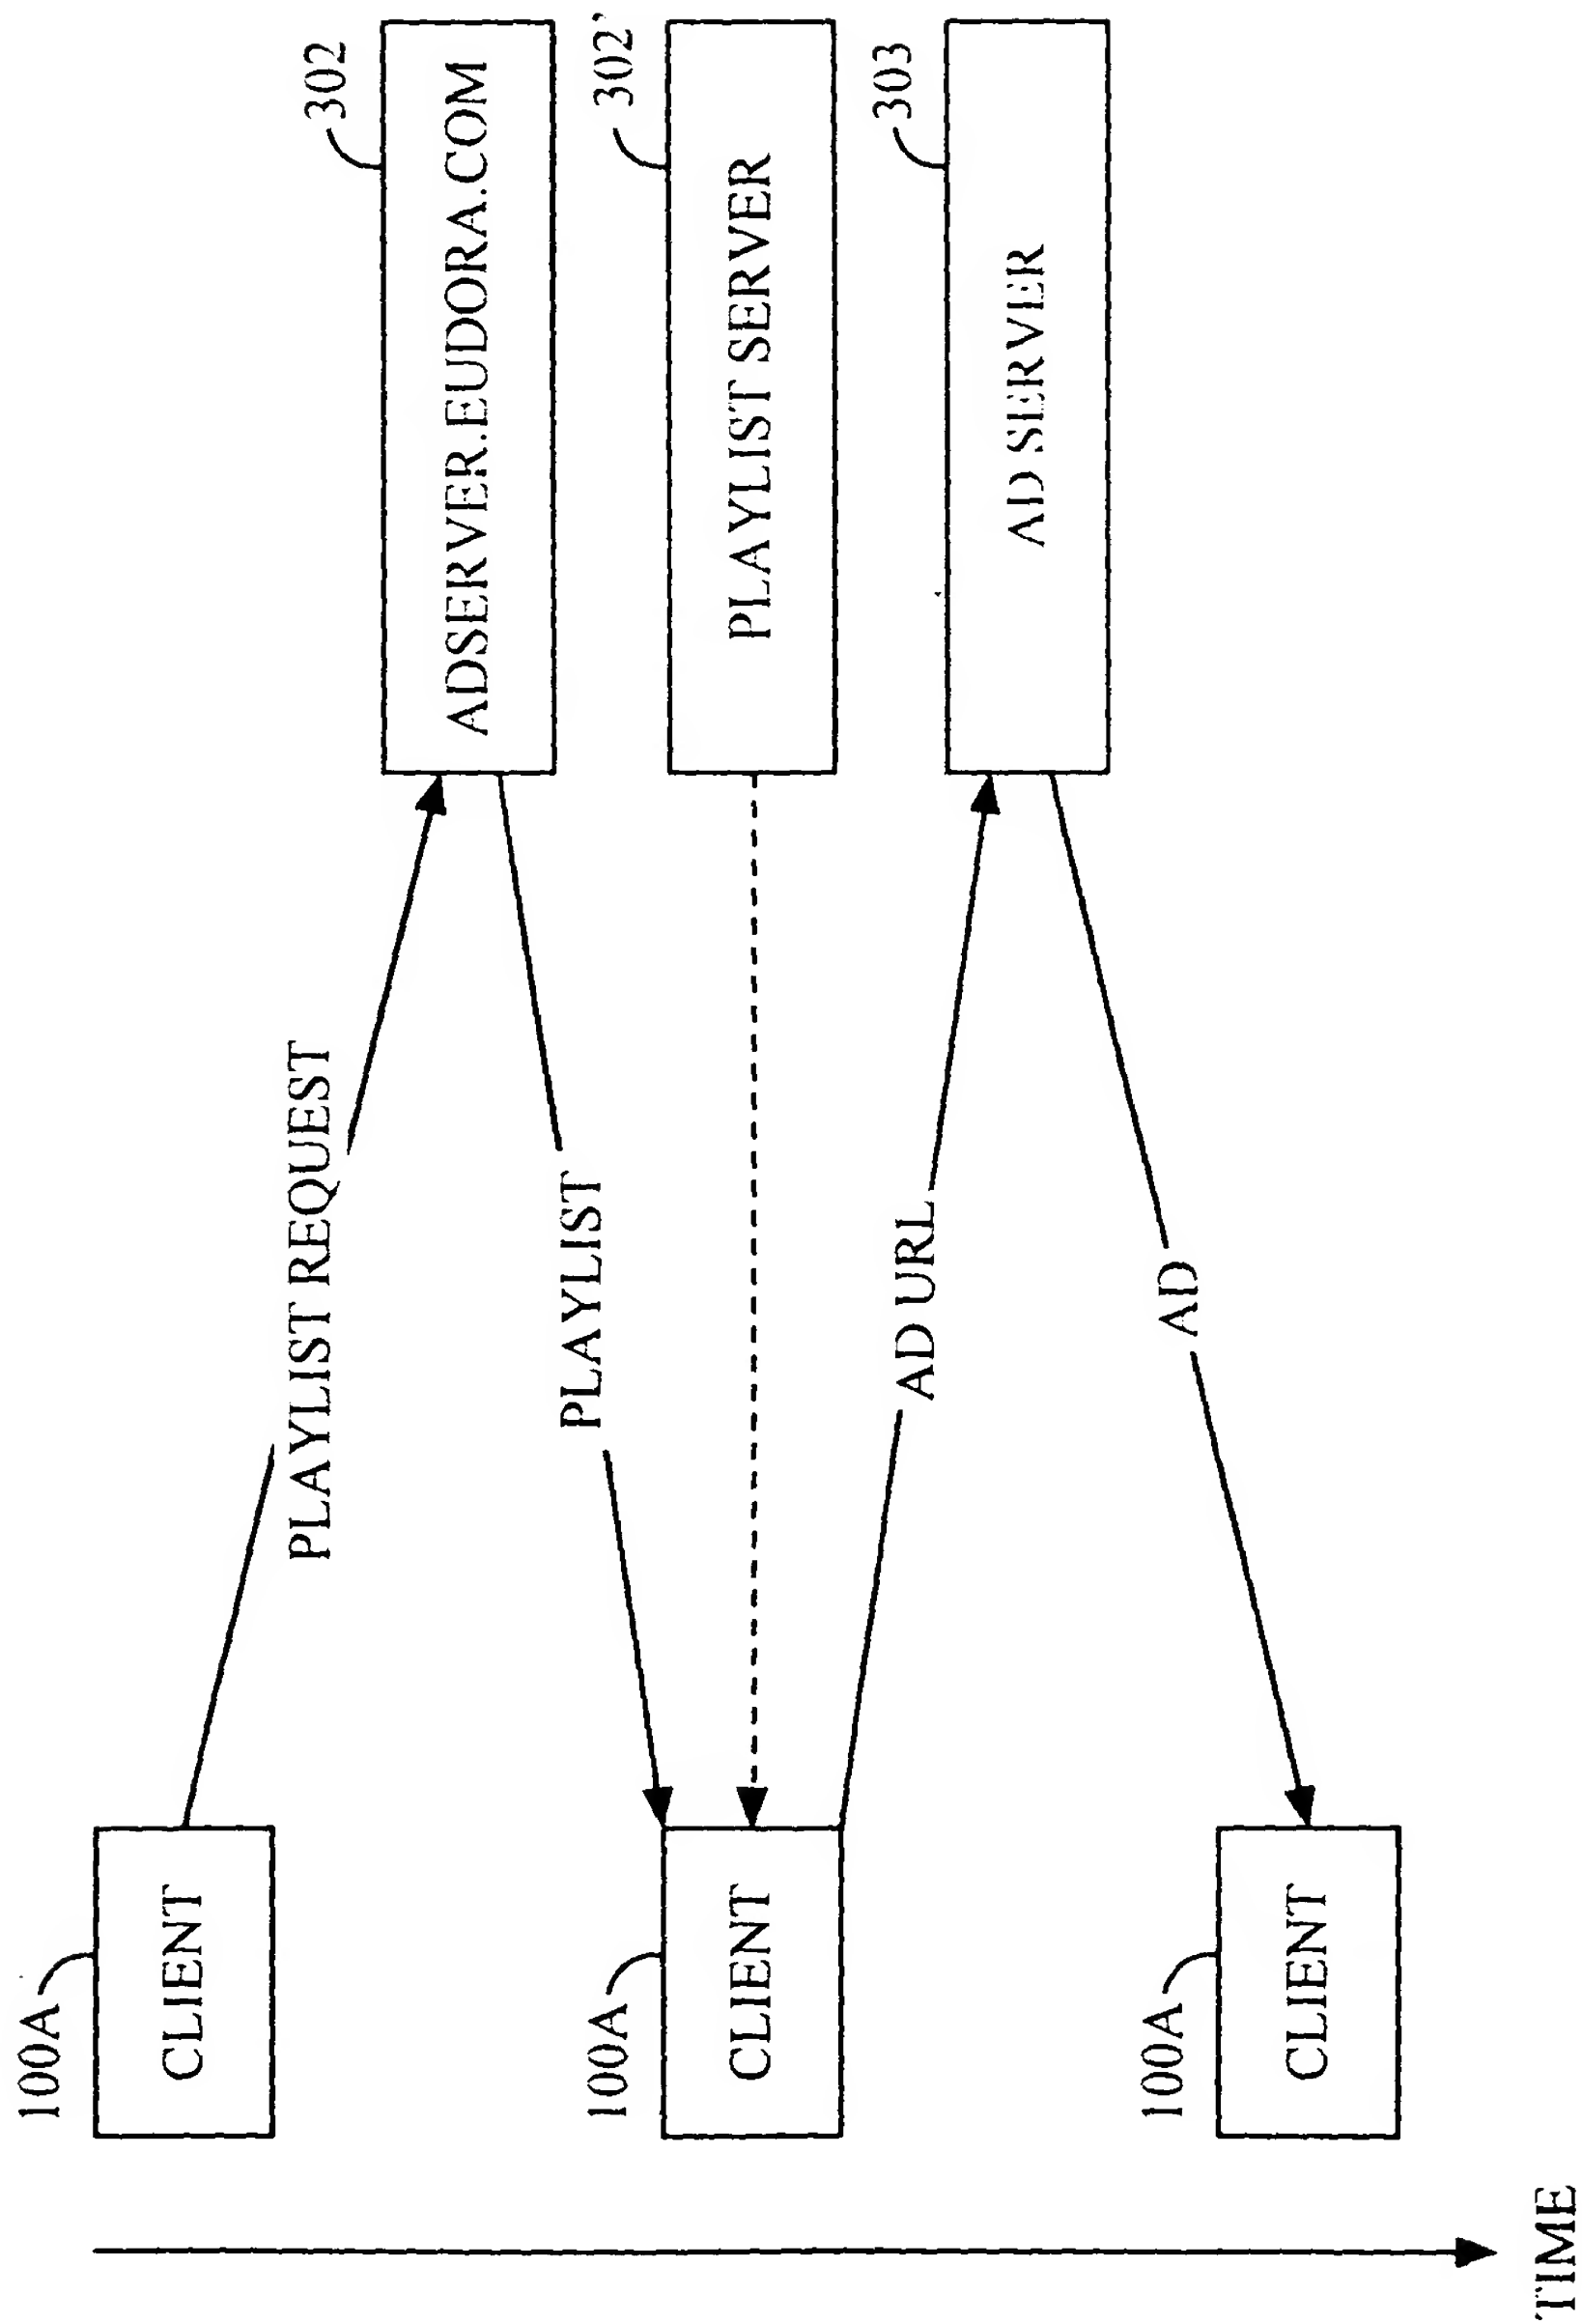 302
ADSERVER.EUDORA.COM
302'
PLAYLIST SERVER
303
AD SERVER
PLAYLIST REQUEST
PLAYLIST
AD URL
AD
100A
CLIENT
100A
CLIENT
100A
CLIENT
TIME